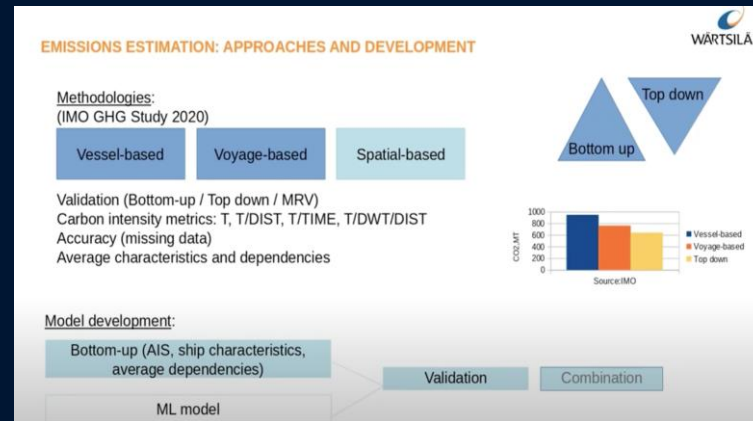 WÄRTSILÄ
EMISSIONS ESTIMATION: APPROACHES AND DEVELOPMENT
Methodologies:
(IMO GHG Study 2020)
Vessel-based
Voyage-based
Spatial-based
Top down
Bottom up
Validation (Bottom-up / Top down / MRV)
Carbon intensity metrics: T, T/DIST, T/TIME, T/DWT/DIST
Accuracy (missing data)
Average characteristics and dependencies
CO2,MT
1000
800
600
400
200
0
Vessel-based
Voyage-based
Top down
Source:IMO
Model development:
Bottom-up (AIS, ship characteristics,
average dependencies)
ML model
Validation
Combination